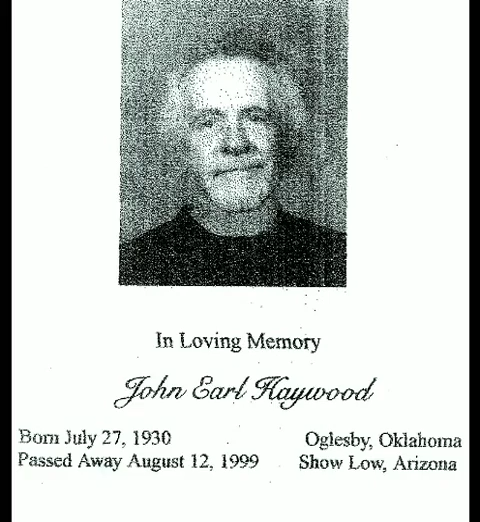 In Loving Memory
John Earl Haywood
Born July 27, 1930 Oglesby, Oklahoma
Passed Away August 12, 1999 Show Low, Arizona